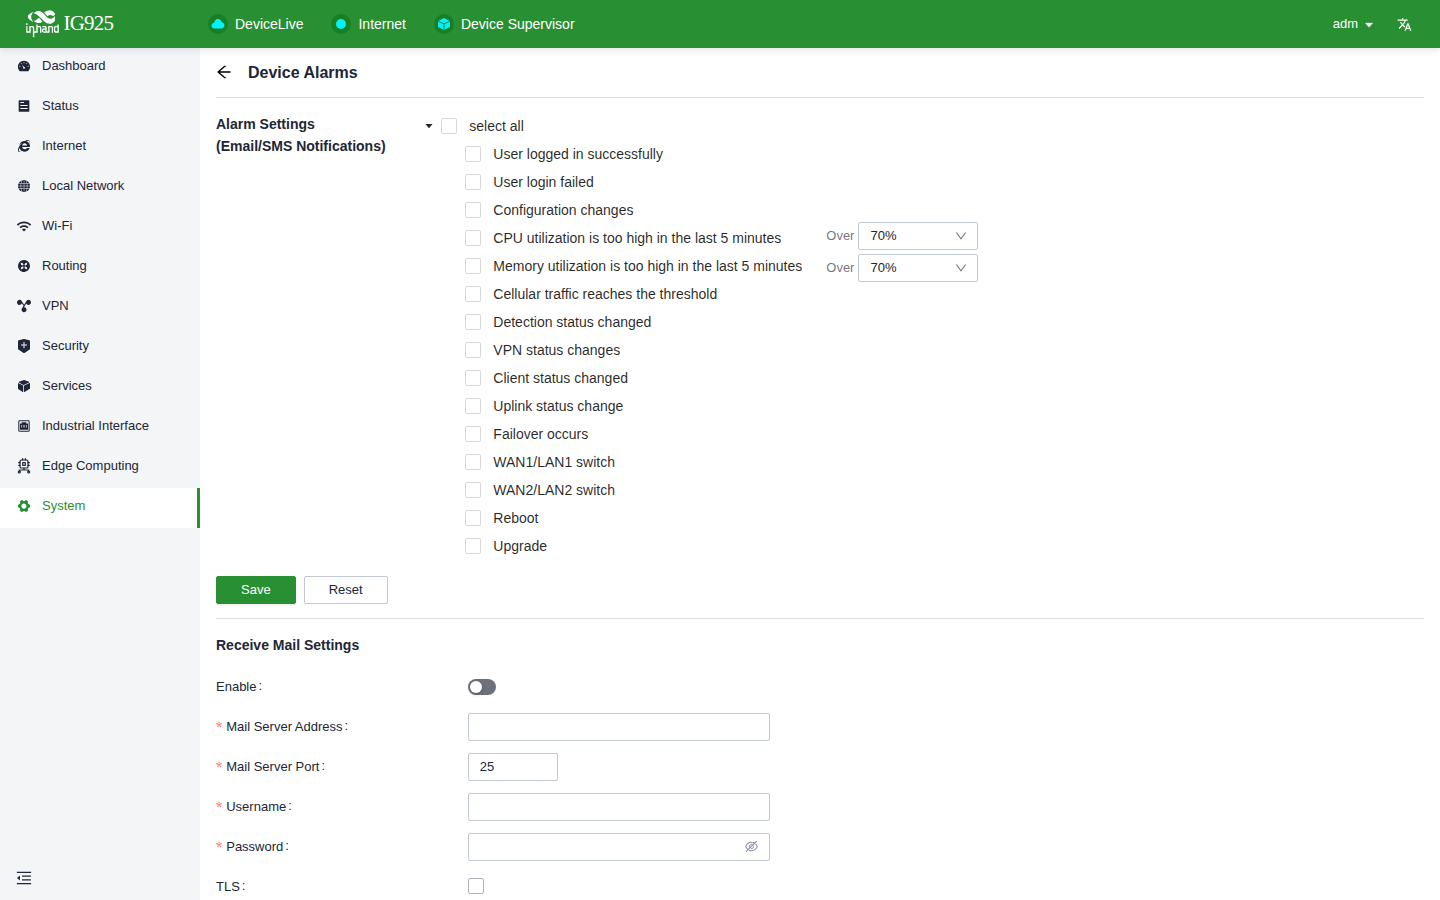 inhand IG925 DeviceLive Internet Device Supervisor adm
Dashboard
Status
Internet
Local Network
Wi-Fi
Routing
VPN
Security
Services
Industrial Interface
Edge Computing
System
Device Alarms
Alarm Settings
(Email/SMS Notifications)
select all
User logged in successfully
User login failed
Configuration changes
CPU utilization is too high in the last 5 minutes Over 70%
Memory utilization is too high in the last 5 minutes Over 70%
Cellular traffic reaches the threshold
Detection status changed
VPN status changes
Client status changed
Uplink status change
Failover occurs
WAN1/LAN1 switch
WAN2/LAN2 switch
Reboot
Upgrade
Save Reset
Receive Mail Settings
Enable:
* Mail Server Address:
* Mail Server Port: 25
* Username:
* Password:
TLS: